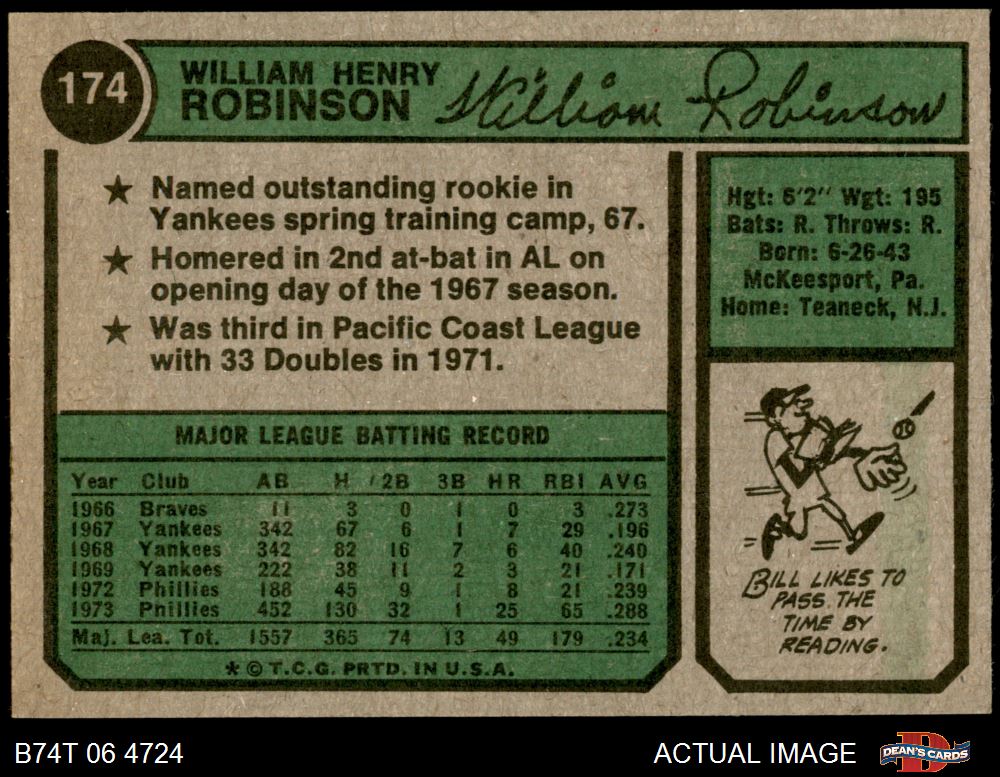 174
WILLIAM HENRY
ROBINSON
William Robinson
★ Named outstanding rookie in
Yankees spring training camp, 67.
★ Homered in 2nd at-bat in AL on
opening day of the 1967 season.
★ Was third in Pacific Coast League
with 33 Doubles in 1971.
Hgt: 6'2" Wgt: 195
Bats: R. Throws: R.
Born: 6-26-43
McKeesport, Pa.
Home: Teaneck, N.J.
MAJOR LEAGUE BATTING RECORD
Year Club AB H 2B 3B HR RBI AVG
1966 Braves 11 3 0 1 0 3 .273
1967 Yankees 342 67 6 1 7 29 .196
1968 Yankees 342 82 16 7 6 40 .240
1969 Yankees 222 38 11 2 3 21 .171
1972 Phillies 188 45 9 1 8 21 .239
1973 Phillies 452 130 32 1 25 65 .288
Maj. Lea. Tot. 1557 365 74 13 49 179 .234
* © T.C.G. PRTD. IN U.S.A.
BILL LIKES TO
PASS THE
TIME BY
READING.
B74T 06 4724
ACTUAL IMAGE
DEAN'S CARDS